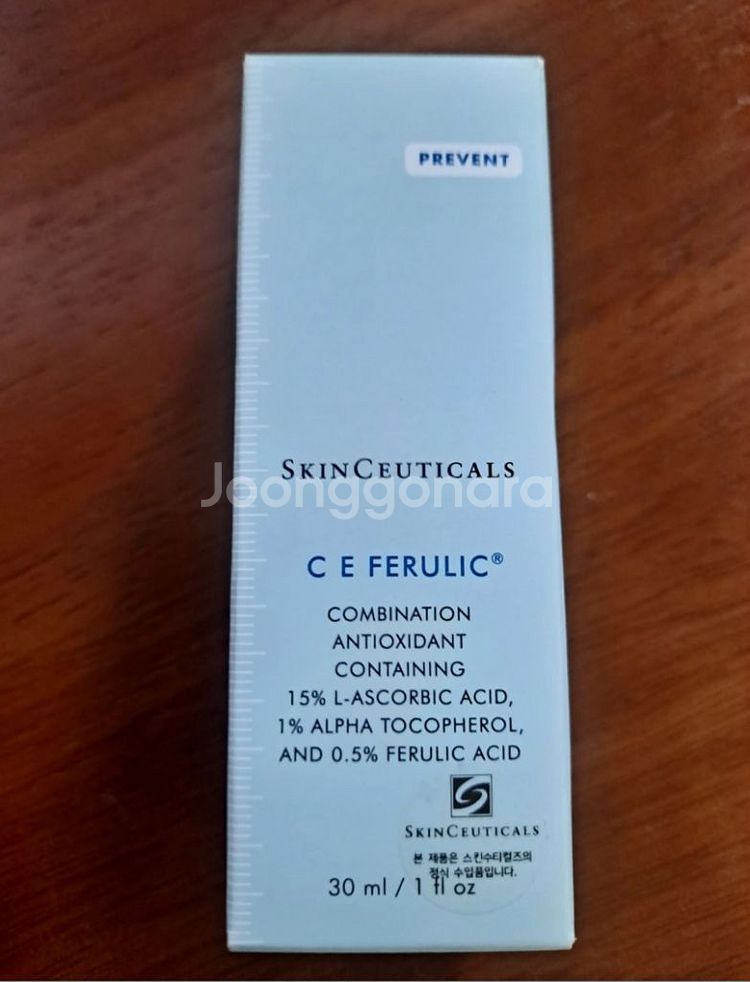 PREVENT
SKINCEUTICALS
Joonggonara
C E FERULIC®
COMBINATION
ANTIOXIDANT
CONTAINING
15% L-ASCORBIC ACID,
1% ALPHA TOCOPHEROL,
AND 0.5% FERULIC ACID
SKINCEUTICALS
본 제품은 스킨수티컬즈의
정식 수입품입니다.
30 ml / 1 fl oz